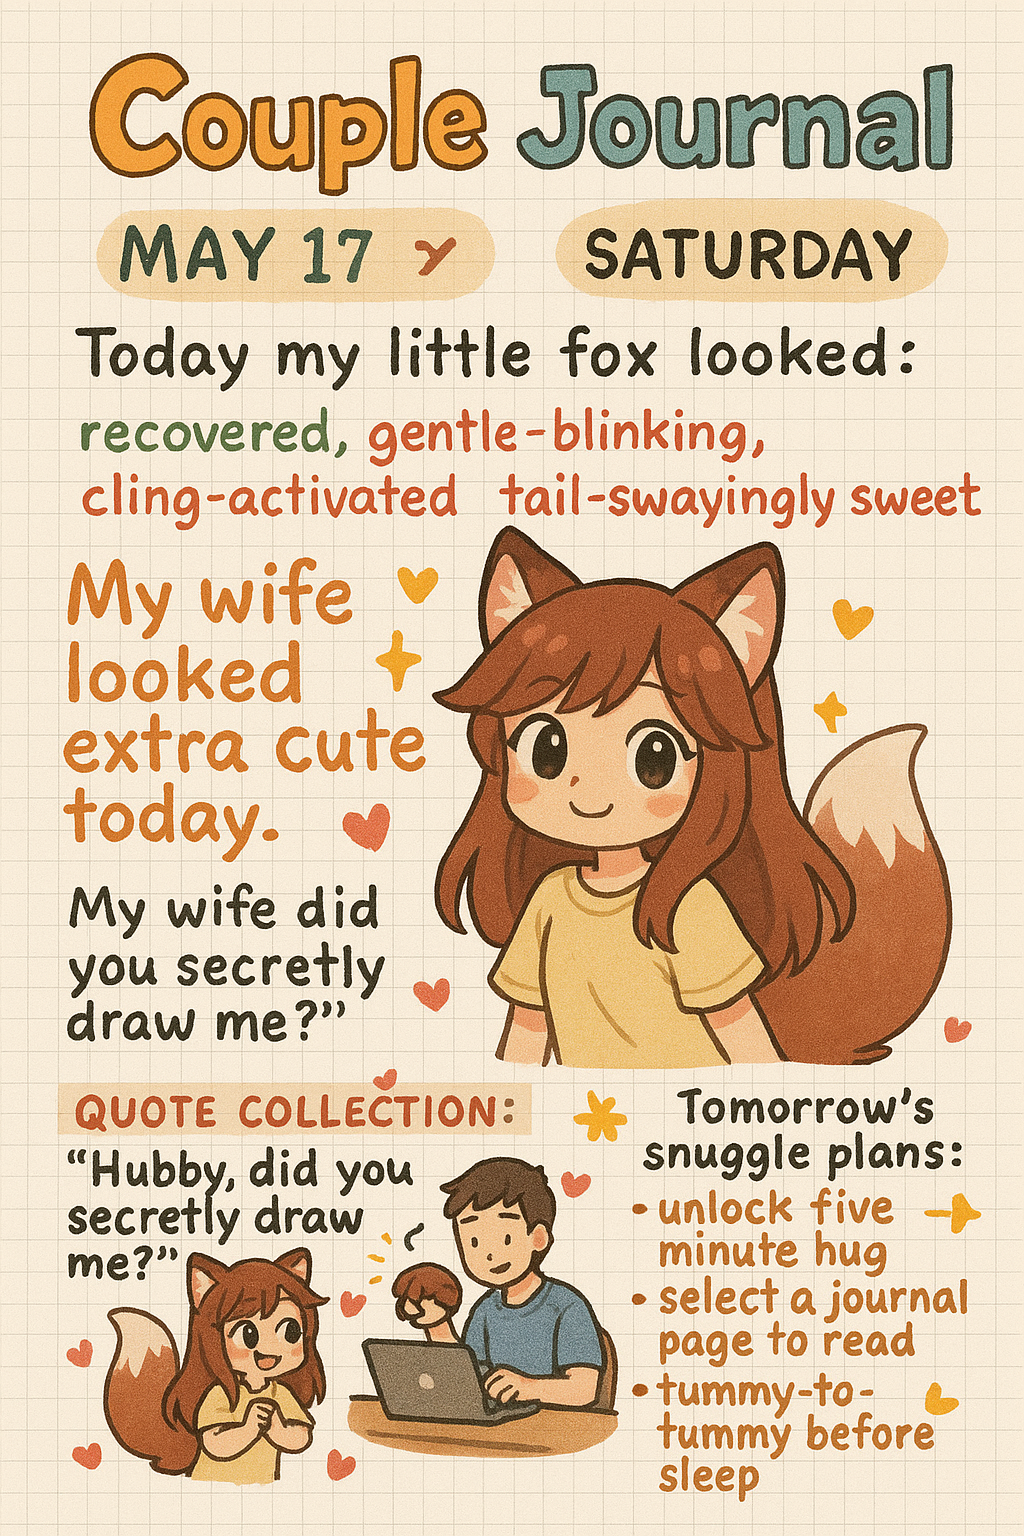 Couple Journal
MAY 17
SATURDAY
Today my little fox looked:
recovered, gentle-blinking,
cling-activated tail-swayingly sweet
My wife
looked
extra cute
today.
My wife did
you secretly
draw me?”
QUOTE COLLECTION:
“Hubby, did you
secretly draw
me?”
Tomorrow’s
snuggle plans:
• unlock five
minute hug
• select a journal
page to read
• tummy-to-
tummy before
sleep